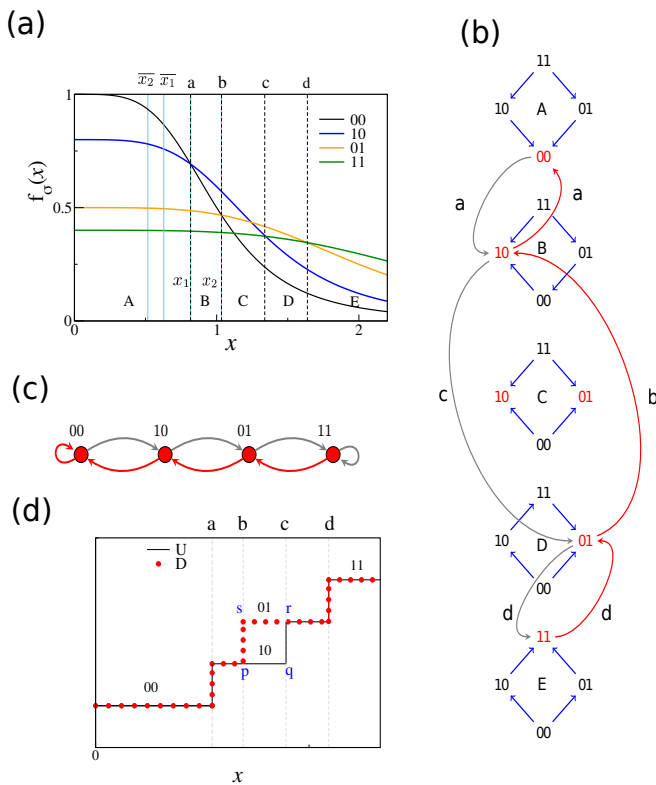 (a)
x̅₂ x̅₁ a b c d
1
0.5
0
f_σ(x)
00
10
01
11
x₁ x₂
A B C D E
0 1 2
x
(b)
11
10 A 01
00
a a
11
10 B 01
00
11
10 C 01
00
c b
11
10 D 01
00
d d
11
10 E 01
00
(c)
00 10 01 11
(d)
a b c d
U
D
11
s 01 r
10
p q
00
0
x